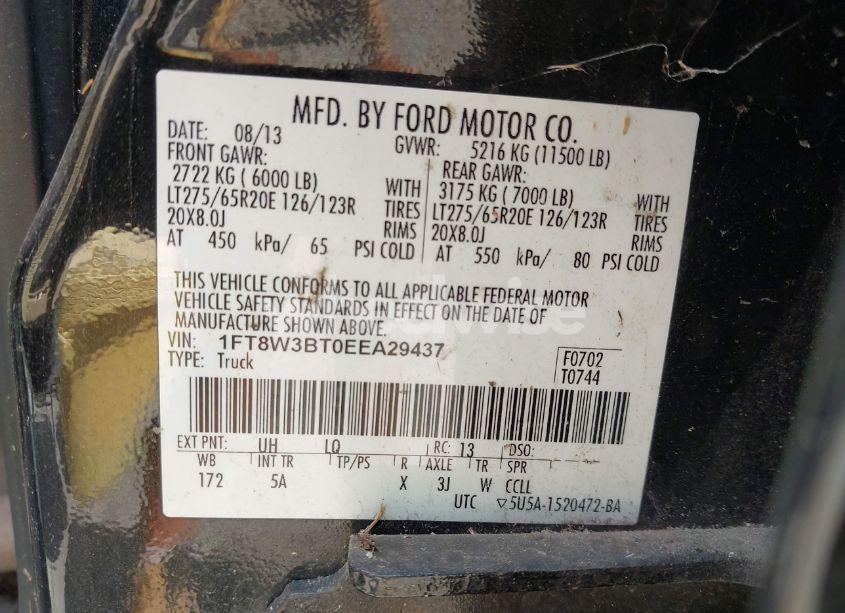 MFD. BY FORD MOTOR CO.
DATE: 08/13 GVWR: 5216 KG (11500 LB)
FRONT GAWR: REAR GAWR:
2722 KG ( 6000 LB) WITH 3175 KG ( 7000 LB) WITH
LT275/65R20E 126/123R TIRES LT275/65R20E 126/123R TIRES
20X8.0J RIMS 20X8.0J RIMS
AT 450 kPa/ 65 PSI COLD AT 550 kPa/ 80 PSI COLD
THIS VEHICLE CONFORMS TO ALL APPLICABLE FEDERAL MOTOR
VEHICLE SAFETY STANDARDS IN EFFECT ON THE DATE OF
MANUFACTURE SHOWN ABOVE.
VIN: 1FT8W3BT0EEA29437
TYPE: Truck
F0702
T0744
EXT PNT: UH LQ RC: 13 DSO:
WB INT TR TP/PS R AXLE TR SPR
172 5A X 3J W CCLL
UTC ▽5U5A-1520472-BA